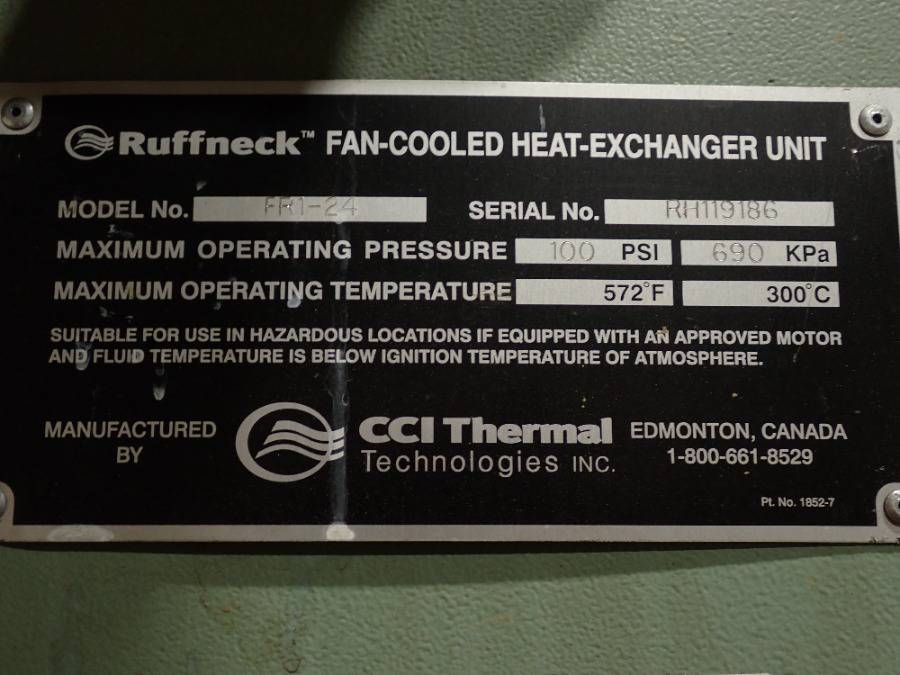 Ruffneck™ FAN-COOLED HEAT-EXCHANGER UNIT
MODEL No. FR1-24 SERIAL No. RH119186
MAXIMUM OPERATING PRESSURE 100 PSI 690 KPa
MAXIMUM OPERATING TEMPERATURE 572°F 300°C
SUITABLE FOR USE IN HAZARDOUS LOCATIONS IF EQUIPPED WITH AN APPROVED MOTOR
AND FLUID TEMPERATURE IS BELOW IGNITION TEMPERATURE OF ATMOSPHERE.
MANUFACTURED
BY
CCI Thermal
Technologies INC.
EDMONTON, CANADA
1-800-661-8529
Pt. No. 1852-7